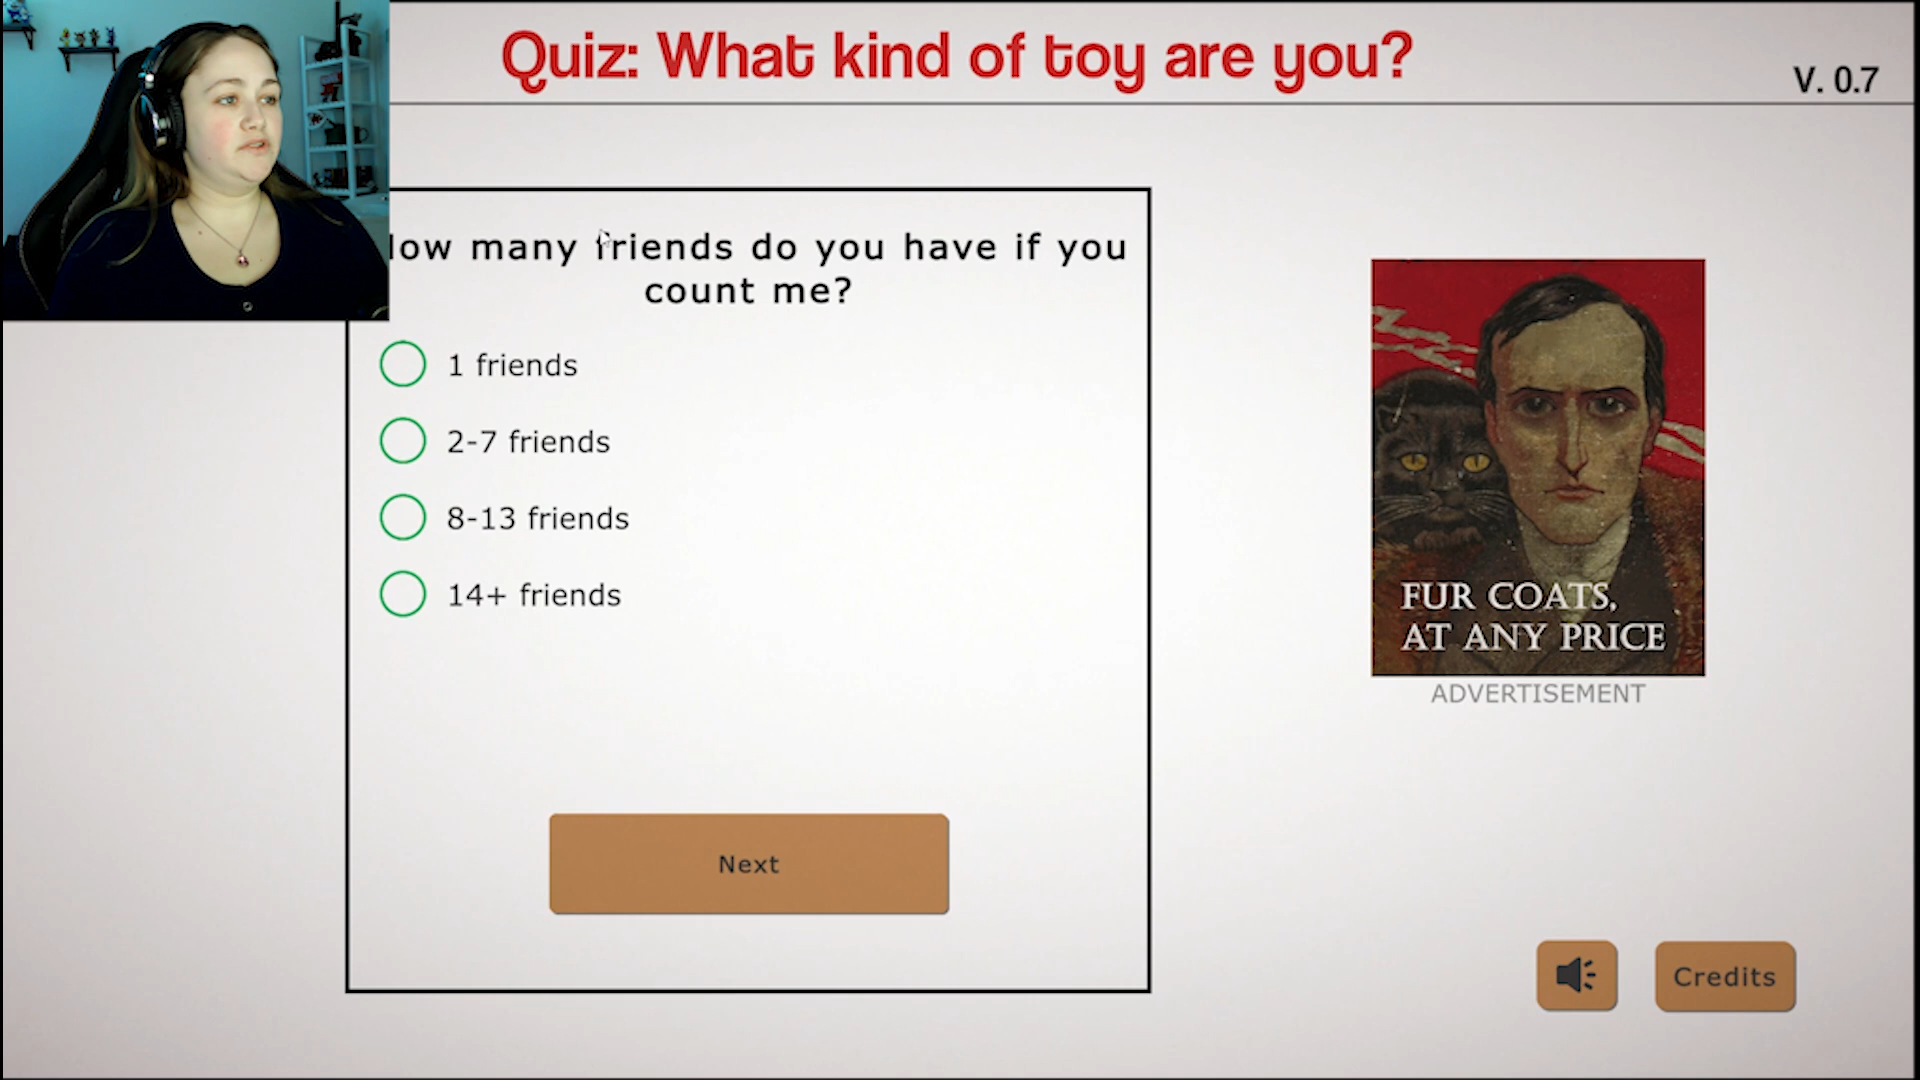 Quiz: What kind of toy are you?
V. 0.7
ow many friends do you have if you
count me?
1 friends
2-7 friends
8-13 friends
14+ friends
Next
FUR COATS,
AT ANY PRICE
ADVERTISEMENT
Credits